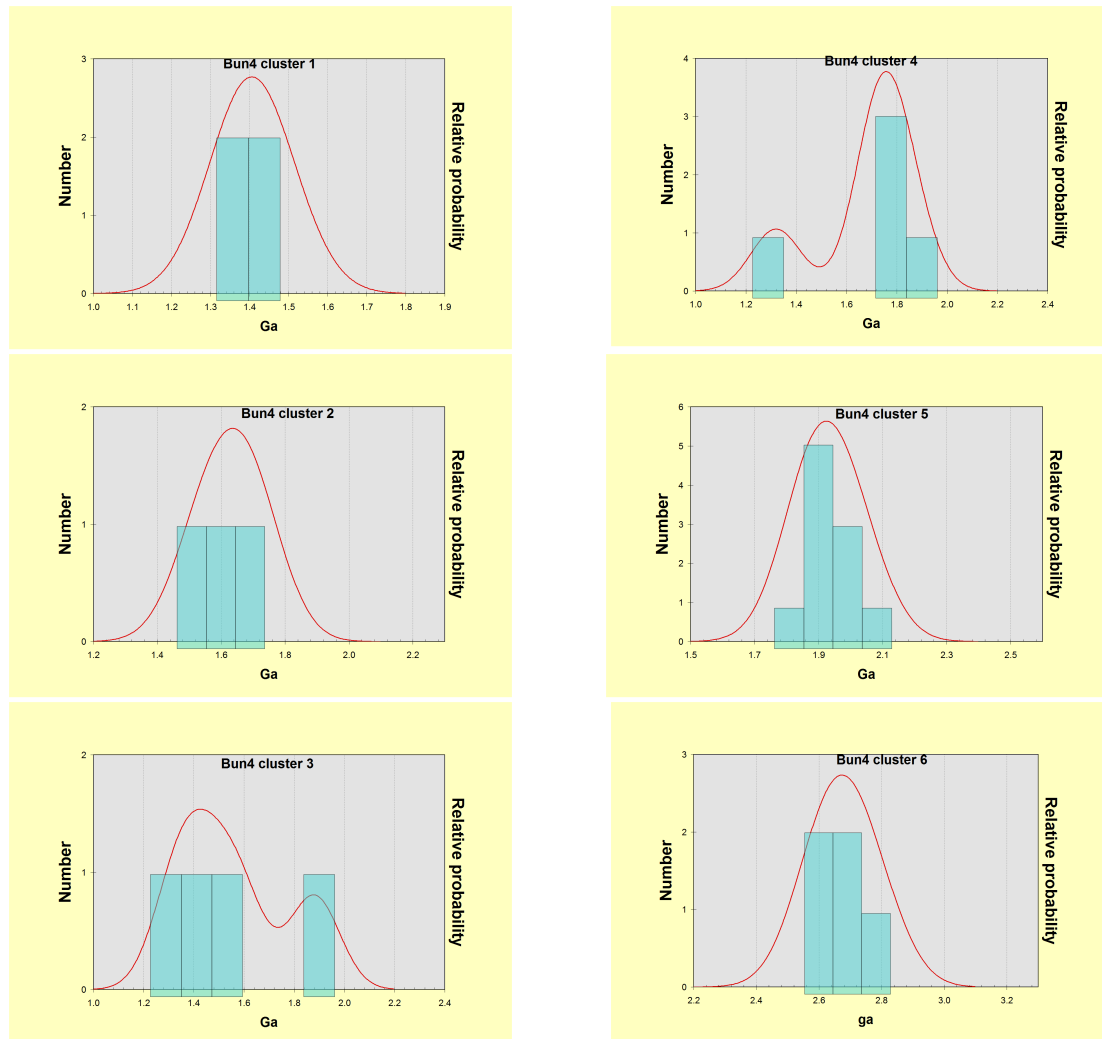 Bun4 cluster 1
3
2
1
0
Number
Relative probability
1.0 1.1 1.2 1.3 1.4 1.5 1.6 1.7 1.8 1.9
Ga
Bun4 cluster 4
4
3
2
1
0
Number
Relative probability
1.0 1.2 1.4 1.6 1.8 2.0 2.2 2.4
Ga
Bun4 cluster 2
2
1
0
Number
Relative probability
1.2 1.4 1.6 1.8 2.0 2.2
Ga
Bun4 cluster 5
6
5
4
3
2
1
0
Number
Relative probability
1.5 1.7 1.9 2.1 2.3 2.5
Ga
Bun4 cluster 3
2
1
0
Number
Relative probability
1.0 1.2 1.4 1.6 1.8 2.0 2.2 2.4
Ga
Bun4 cluster 6
3
2
1
0
Number
Relative probability
2.2 2.4 2.6 2.8 3.0 3.2
ga